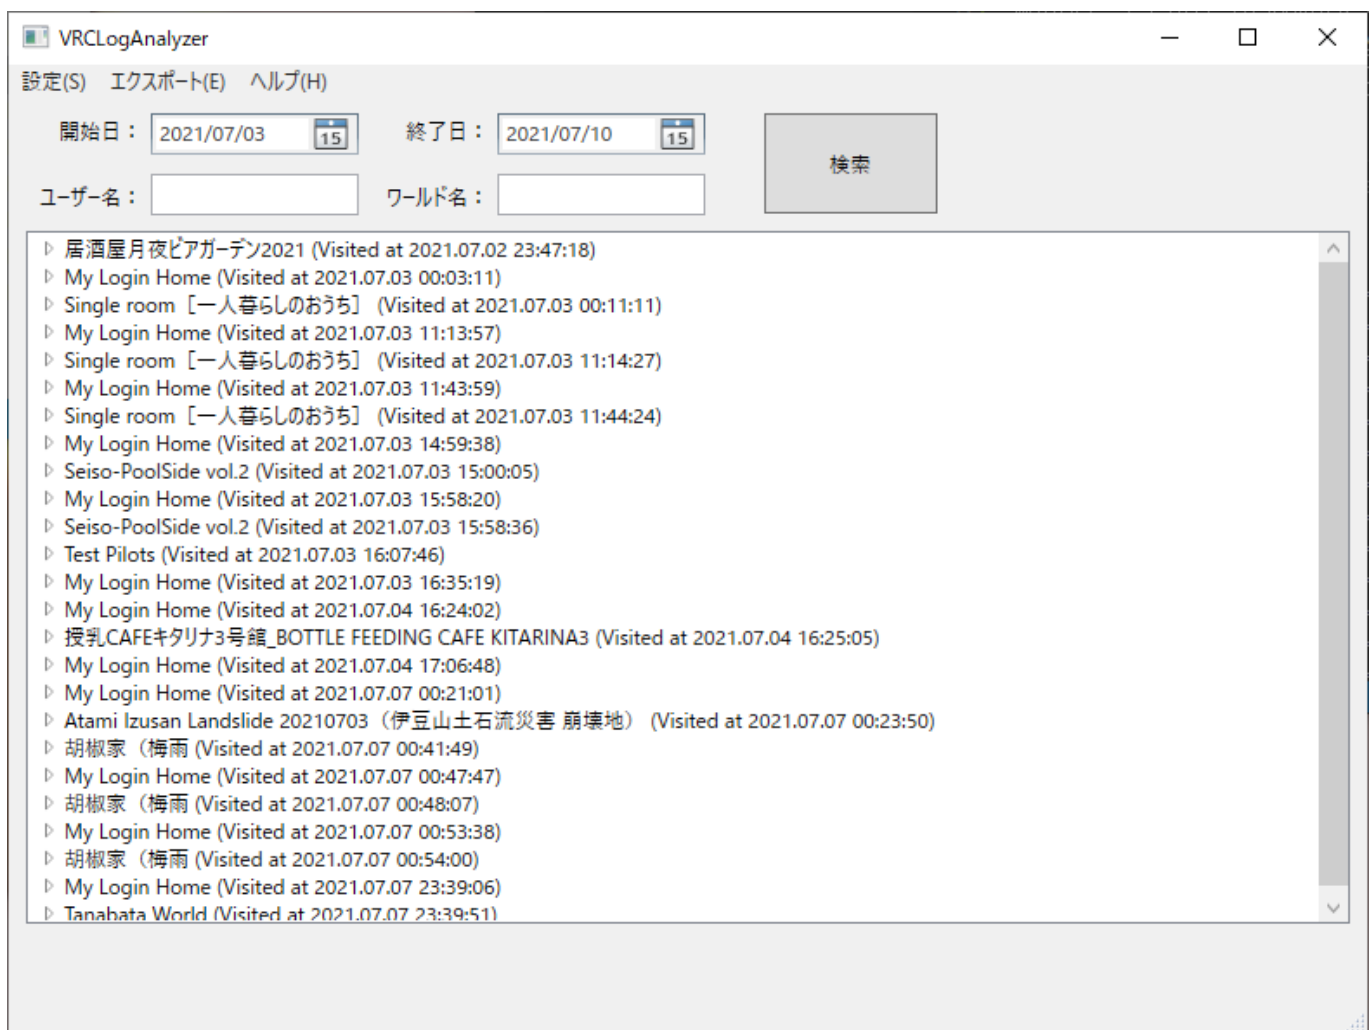 VRCLogAnalyzer
設定(S) エクスポート(E) ヘルプ(H)
開始日： 2021/07/03 15 終了日： 2021/07/10 15
検索
ユーザー名： ワールド名：
居酒屋月夜ビアガーデン2021 (Visited at 2021.07.02 23:47:18)
My Login Home (Visited at 2021.07.03 00:03:11)
Single room［一人暮らしのおうち］ (Visited at 2021.07.03 00:11:11)
My Login Home (Visited at 2021.07.03 11:13:57)
Single room［一人暮らしのおうち］ (Visited at 2021.07.03 11:14:27)
My Login Home (Visited at 2021.07.03 11:43:59)
Single room［一人暮らしのおうち］ (Visited at 2021.07.03 11:44:24)
My Login Home (Visited at 2021.07.03 14:59:38)
Seiso-PoolSide vol.2 (Visited at 2021.07.03 15:00:05)
My Login Home (Visited at 2021.07.03 15:58:20)
Seiso-PoolSide vol.2 (Visited at 2021.07.03 15:58:36)
Test Pilots (Visited at 2021.07.03 16:07:46)
My Login Home (Visited at 2021.07.03 16:35:19)
My Login Home (Visited at 2021.07.04 16:24:02)
授乳CAFEキタリナ3号館_BOTTLE FEEDING CAFE KITARINA3 (Visited at 2021.07.04 16:25:05)
My Login Home (Visited at 2021.07.04 17:06:48)
My Login Home (Visited at 2021.07.07 00:21:01)
Atami Izusan Landslide 20210703（伊豆山土石流災害 崩壊地） (Visited at 2021.07.07 00:23:50)
胡椒家（梅雨 (Visited at 2021.07.07 00:41:49)
My Login Home (Visited at 2021.07.07 00:47:47)
胡椒家（梅雨 (Visited at 2021.07.07 00:48:07)
My Login Home (Visited at 2021.07.07 00:53:38)
胡椒家（梅雨 (Visited at 2021.07.07 00:54:00)
My Login Home (Visited at 2021.07.07 23:39:06)
Tanabata World (Visited at 2021.07.07 23:39:51)